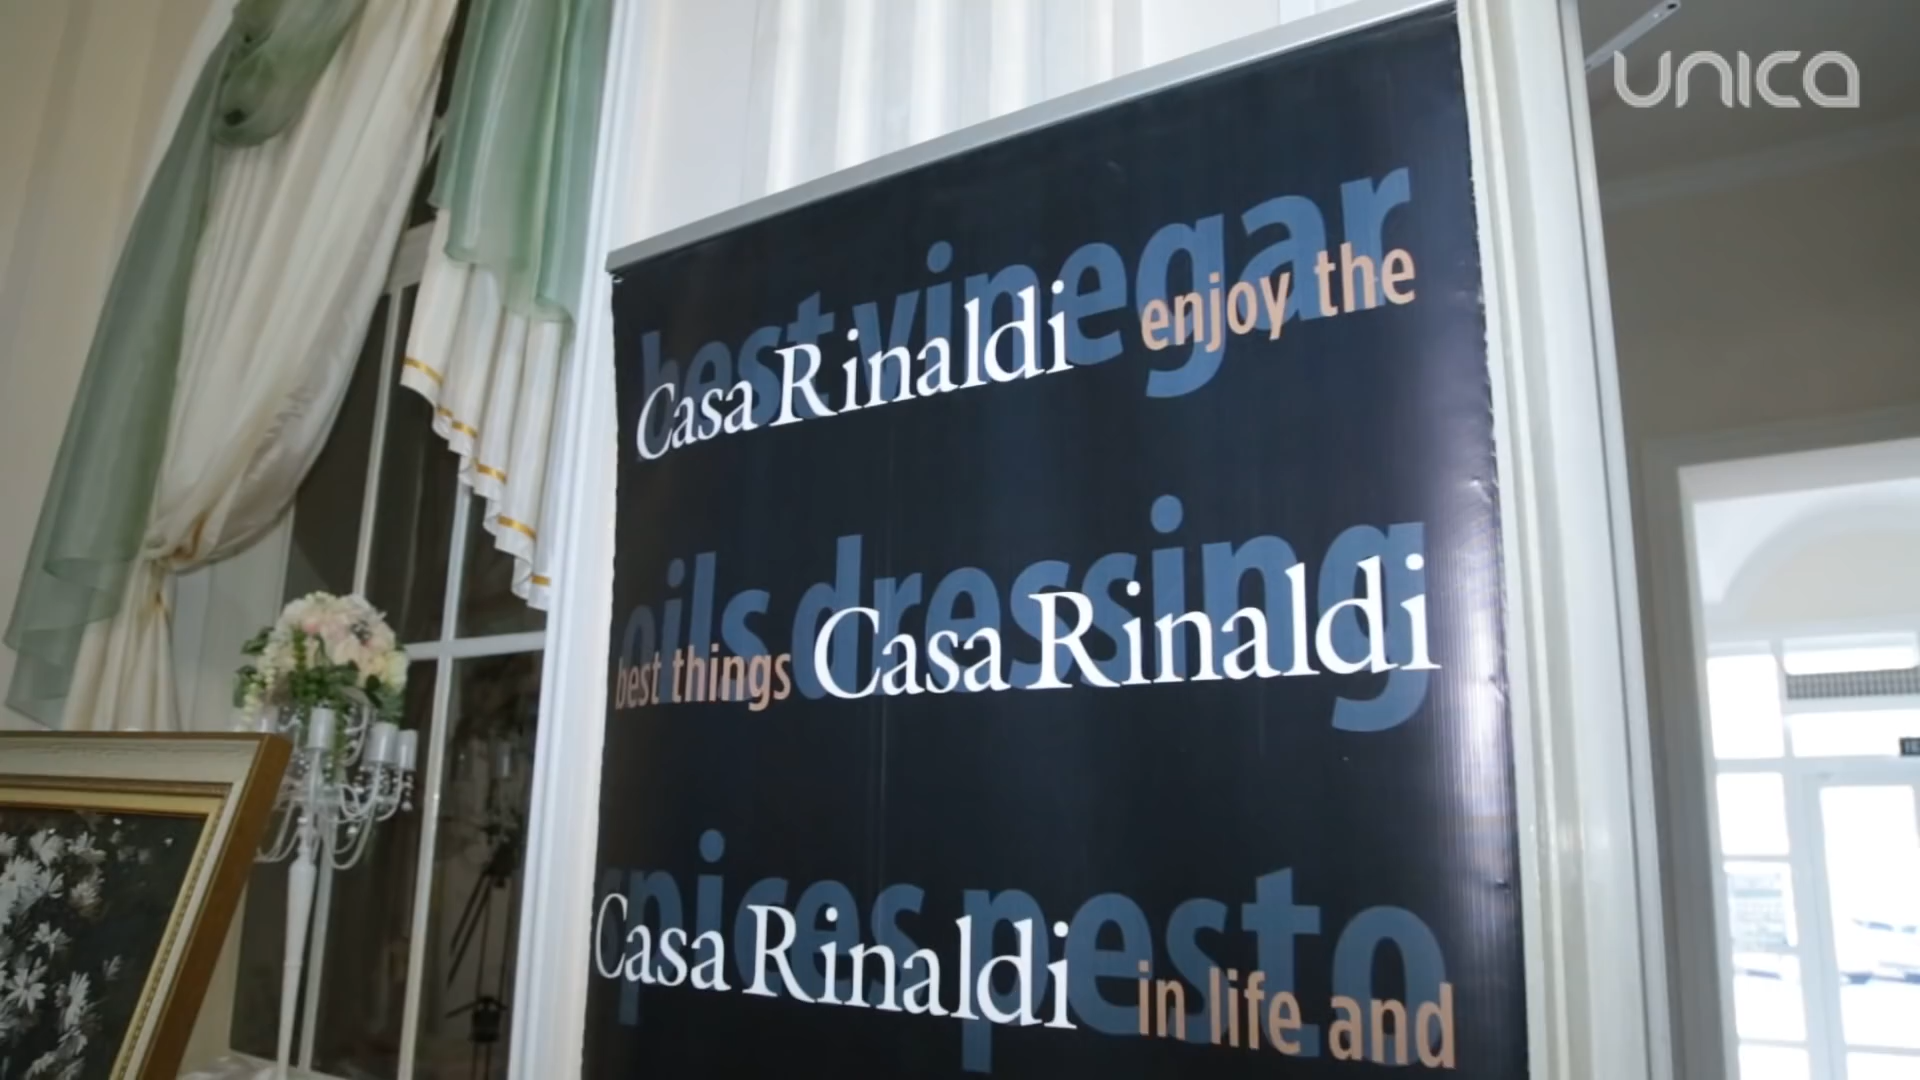 UNICA
best vinegar
Casa Rinaldi enjoy the
oils dressing
best things Casa Rinaldi
spices pesto
Casa Rinaldi in life and